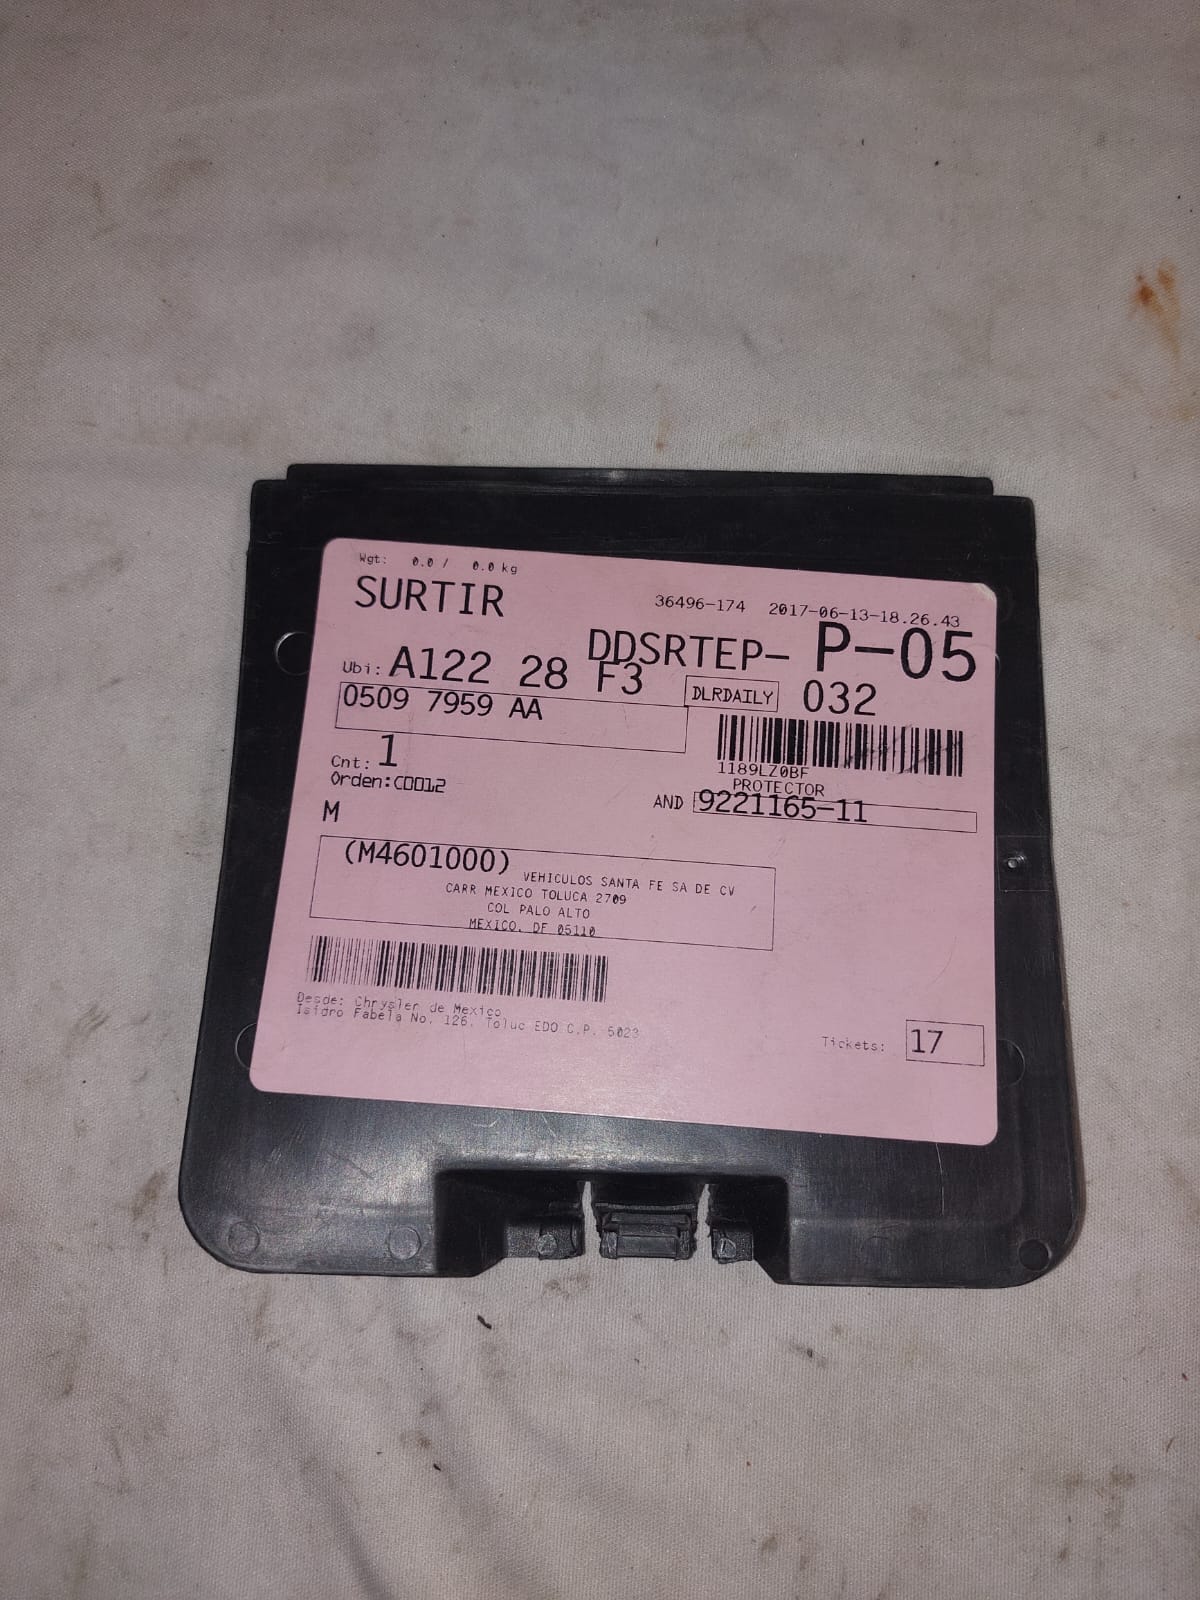 Wgt: 0.0 / 0.0 kg
SURTIR
36496-174 2017-06-13-18.26.43
DDSRTEP- P-05
Ubi: A122 28 F3
DLRDAILY 032
0509 7959 AA
1189LZ0BF
Cnt: 1
PROTECTOR
Orden:C0012
AND 9221165-11
M
(M4601000)
VEHICULOS SANTA FE SA DE CV
CARR MEXICO TOLUCA 2709
COL PALO ALTO
MEXICO, DF 05110
Desde: Chrysler de Mexico
Isidro Fabela No. 126, Toluc EDO C.P. 5023
Tickets: 17